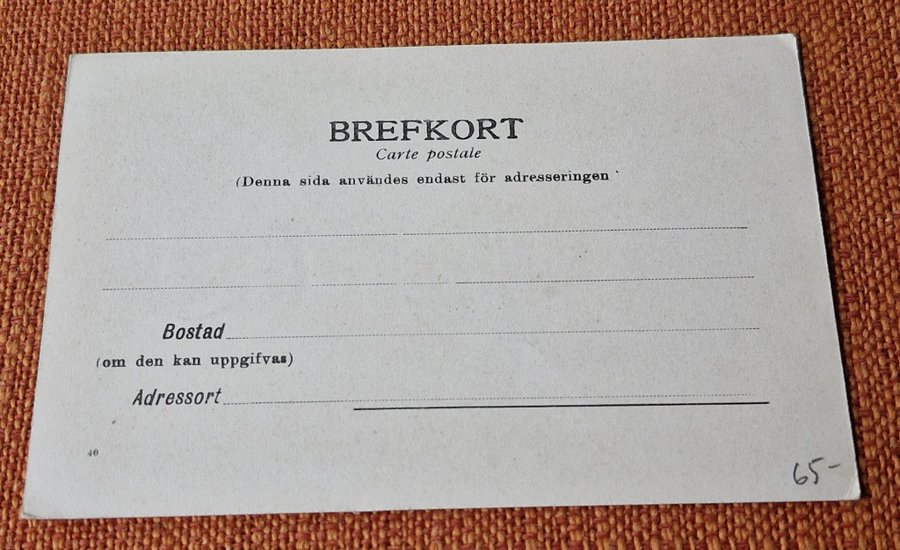 BREFKORT
Carte postale
(Denna sida användes endast för adresseringen
Bostad
(om den kan uppgifvas)
Adressort
40
65-